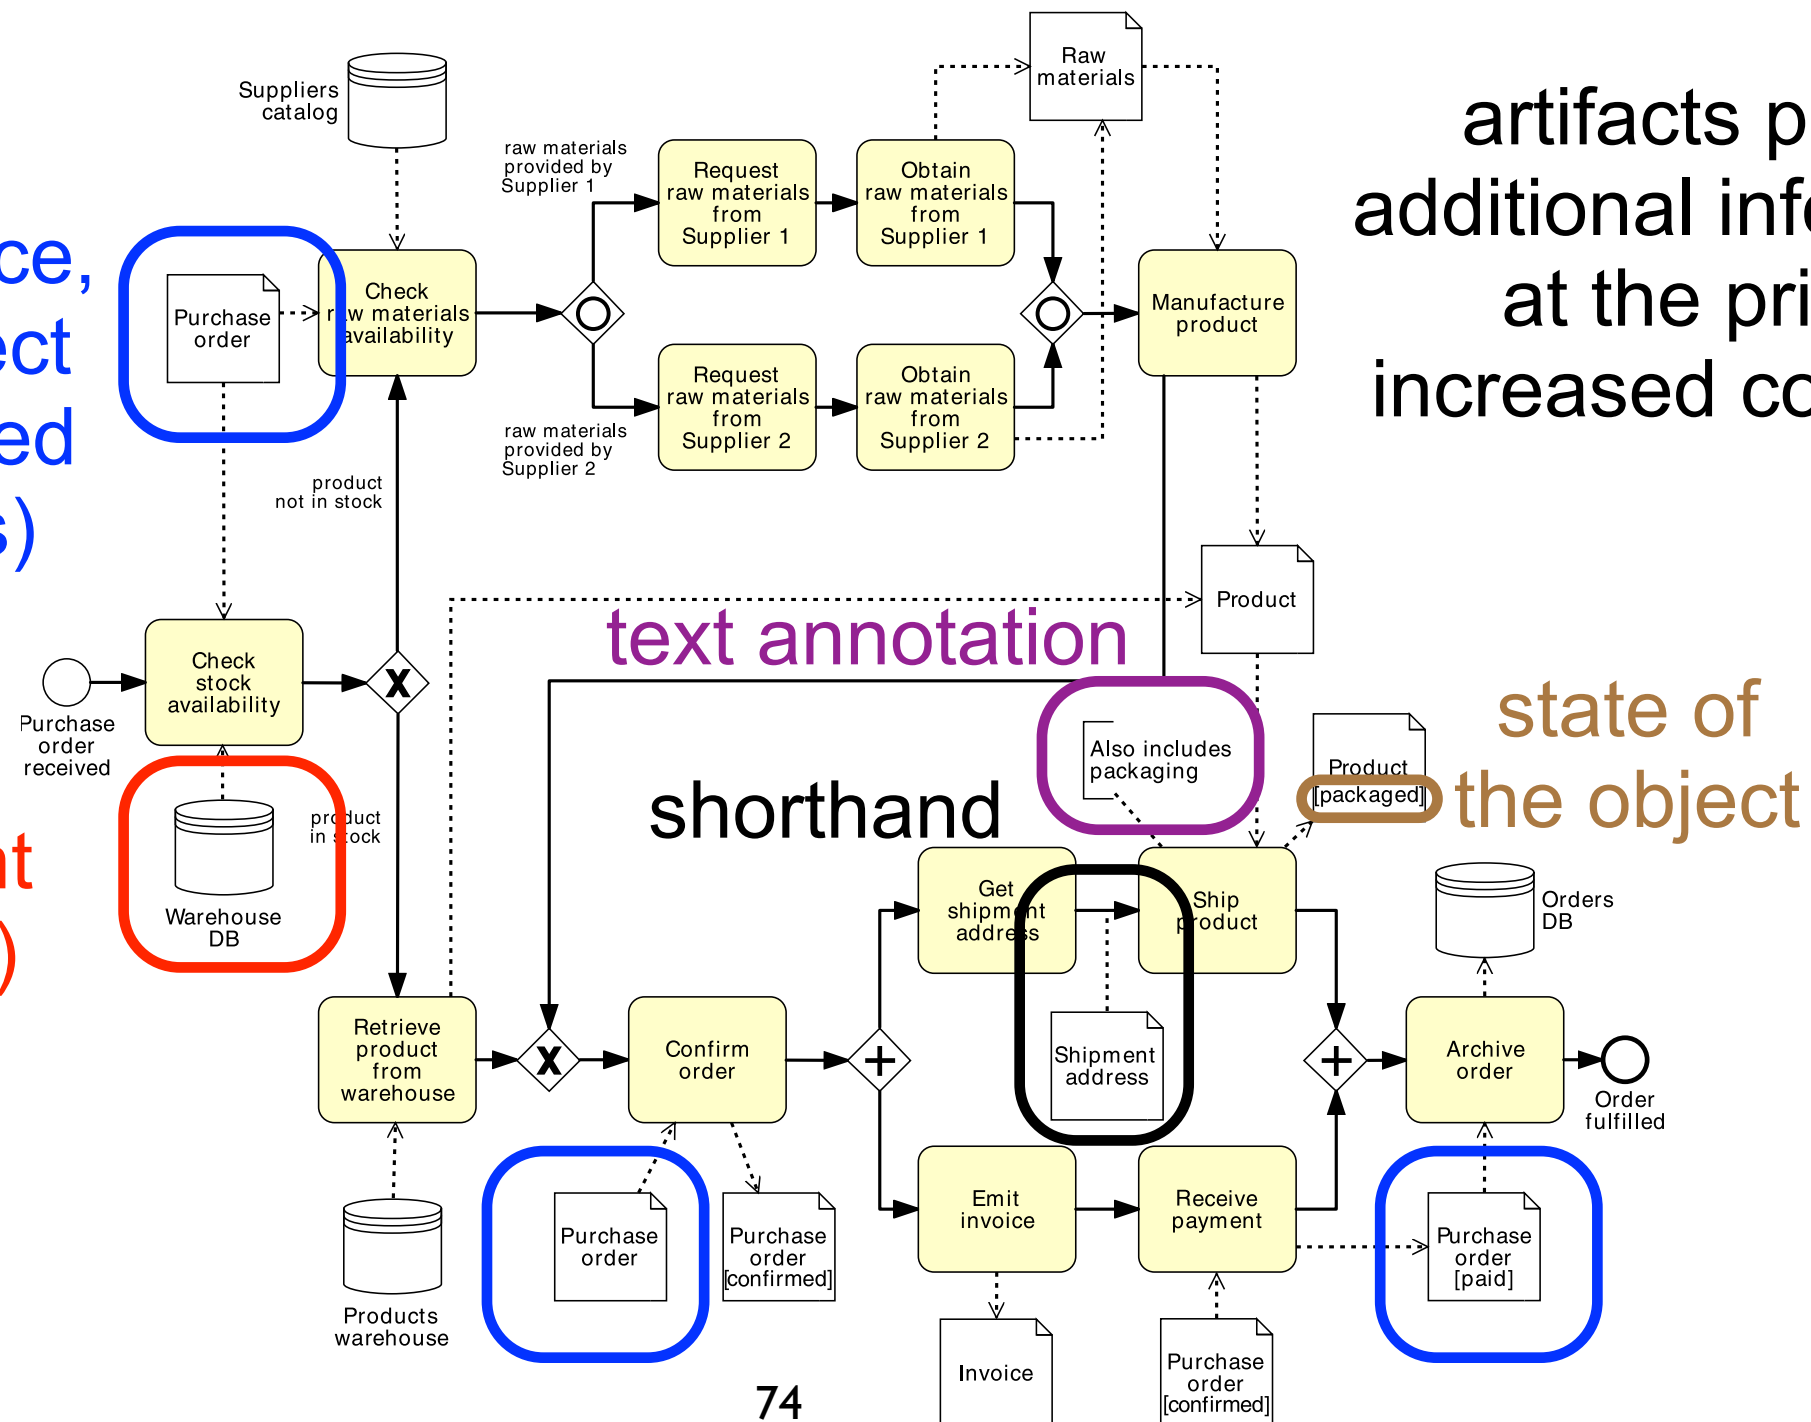 Raw
materials
Suppliers
catalog
artifacts p
additional info
at the pri
increased co
raw materials
provided by
Supplier 1
Request
raw materials
from
Supplier 1
Obtain
raw materials
from
Supplier 1
ce,
ect
ed
s)
Purchase
order
Check
raw materials
availability
Manufacture
product
Request
raw materials
from
Supplier 2
Obtain
raw materials
from
Supplier 2
raw materials
provided by
Supplier 2
product
not in stock
Product
text annotation
Check
stock
availability
Purchase
order
received
Also includes
packaging
Product
[packaged]
state of
the object
shorthand
product
in stock
nt
)
Warehouse
DB
Get
shipment
address
Ship
product
Orders
DB
Retrieve
product
from
warehouse
X
X
Confirm
order
Shipment
address
Archive
order
Order
fulfilled
Purchase
order
Purchase
order
[confirmed]
Emit
invoice
Receive
payment
Purchase
order
[paid]
Products
warehouse
Invoice
Purchase
order
[confirmed]
74